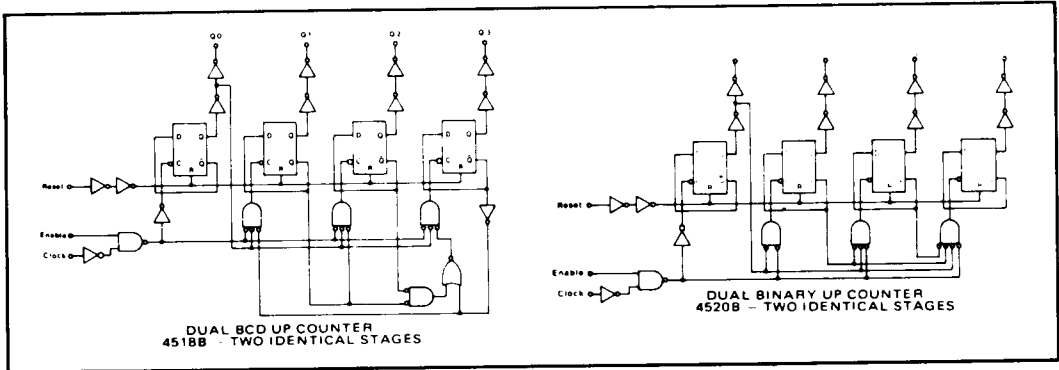 Q0 Q1 Q2 Q3
D Q D Q D Q D Q
C Q C Q C Q C Q
R R R R
Reset
Enable
Clock
DUAL BCD UP COUNTER
4518B - TWO IDENTICAL STAGES
R R
Reset
Enable
Clock
DUAL BINARY UP COUNTER
4520B - TWO IDENTICAL STAGES